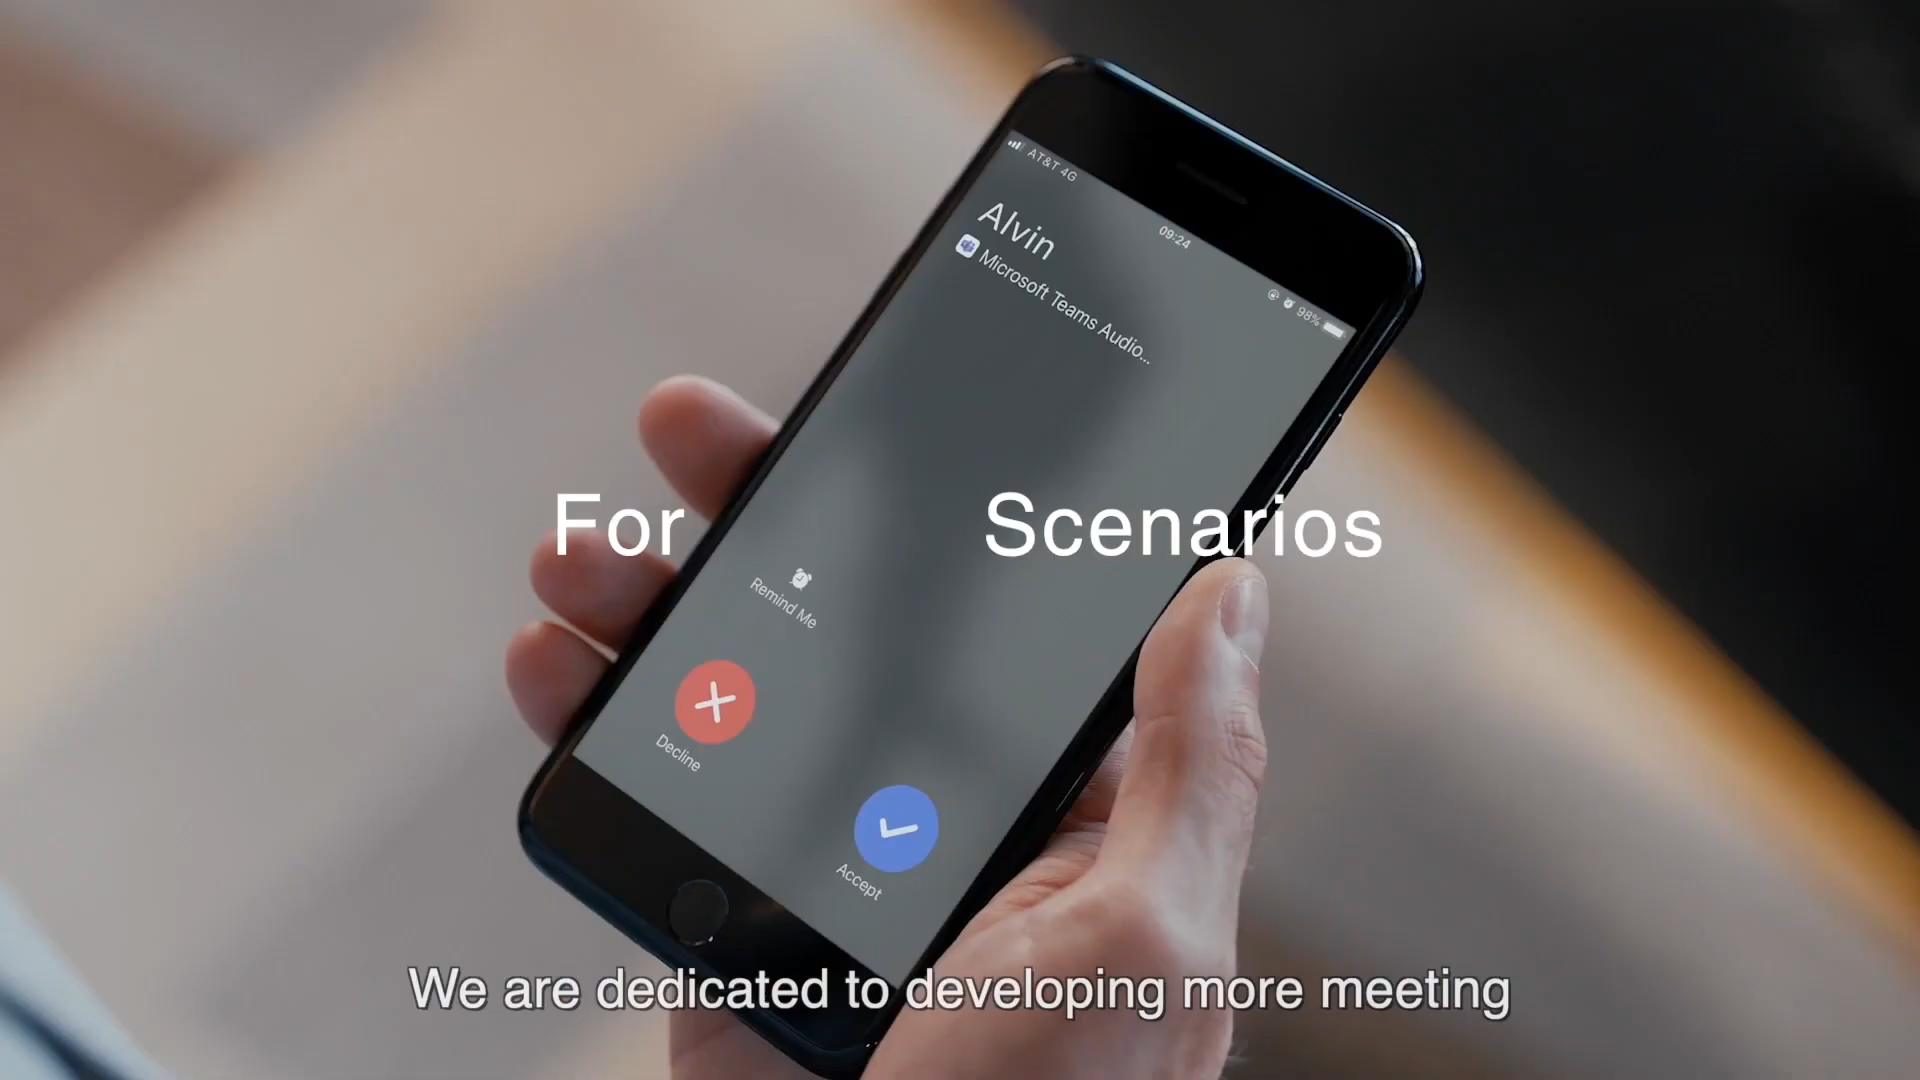 AT&T 4G
09:24
98%
Alvin
Microsoft Teams Audio...
For Scenarios
Remind Me
Decline
Accept
We are dedicated to developing more meeting